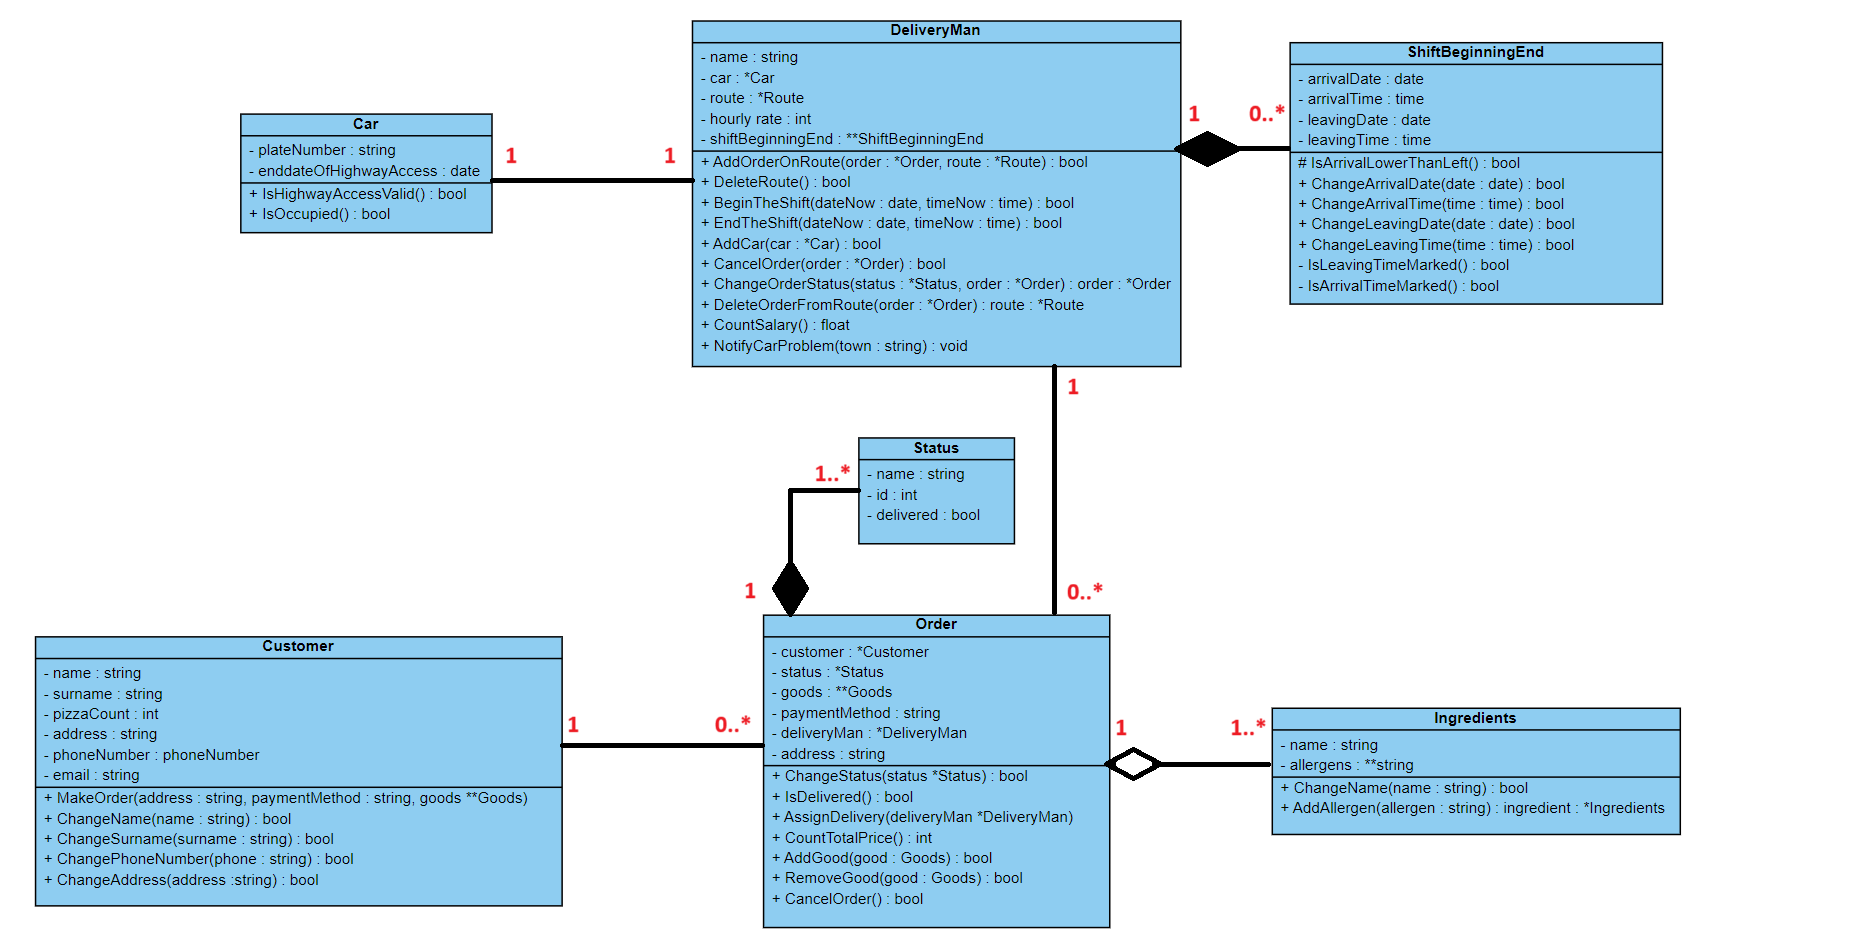 DeliveryMan
- name : string
- car : *Car
- route : *Route
- hourly rate : int
- shiftBeginningEnd : **ShiftBeginningEnd
+ AddOrderOnRoute(order : *Order, route : *Route) : bool
+ DeleteRoute() : bool
+ BeginTheShift(dateNow : date, timeNow : time) : bool
+ EndTheShift(dateNow : date, timeNow : time) : bool
+ AddCar(car : *Car) : bool
+ CancelOrder(order : *Order) : bool
+ ChangeOrderStatus(status : *Status, order : *Order) : order : *Order
+ DeleteOrderFromRoute(order : *Order) : route : *Route
+ CountSalary() : float
+ NotifyCarProblem(town : string) : void
1
0..*
ShiftBeginningEnd
- arrivalDate : date
- arrivalTime : time
- leavingDate : date
- leavingTime : time
# IsArrivalLowerThanLeft() : bool
+ ChangeArrivalDate(date : date) : bool
+ ChangeArrivalTime(time : time) : bool
+ ChangeLeavingDate(date : date) : bool
+ ChangeLeavingTime(time : time) : bool
- IsLeavingTimeMarked() : bool
- IsArrivalTimeMarked() : bool
Car
- plateNumber : string
- enddateOfHighwayAccess : date
+ IsHighwayAccessValid() : bool
+ IsOccupied() : bool
1
1
1
0..*
Status
- name : string
- id : int
- delivered : bool
1..*
1
Customer
- name : string
- surname : string
- pizzaCount : int
- address : string
- phoneNumber : phoneNumber
- email : string
+ MakeOrder(address : string, paymentMethod : string, goods **Goods)
+ ChangeName(name : string) : bool
+ ChangeSurname(surname : string) : bool
+ ChangePhoneNumber(phone : string) : bool
+ ChangeAddress(address :string) : bool
1
0..*
Order
- customer : *Customer
- status : *Status
- goods : **Goods
- paymentMethod : string
- deliveryMan : *DeliveryMan
- address : string
+ ChangeStatus(status *Status) : bool
+ IsDelivered() : bool
+ AssignDelivery(deliveryMan *DeliveryMan)
+ CountTotalPrice() : int
+ AddGood(good : Goods) : bool
+ RemoveGood(good : Goods) : bool
+ CancelOrder() : bool
1
1..*
Ingredients
- name : string
- allergens : **string
+ ChangeName(name : string) : bool
+ AddAllergen(allergen : string) : ingredient : *Ingredients